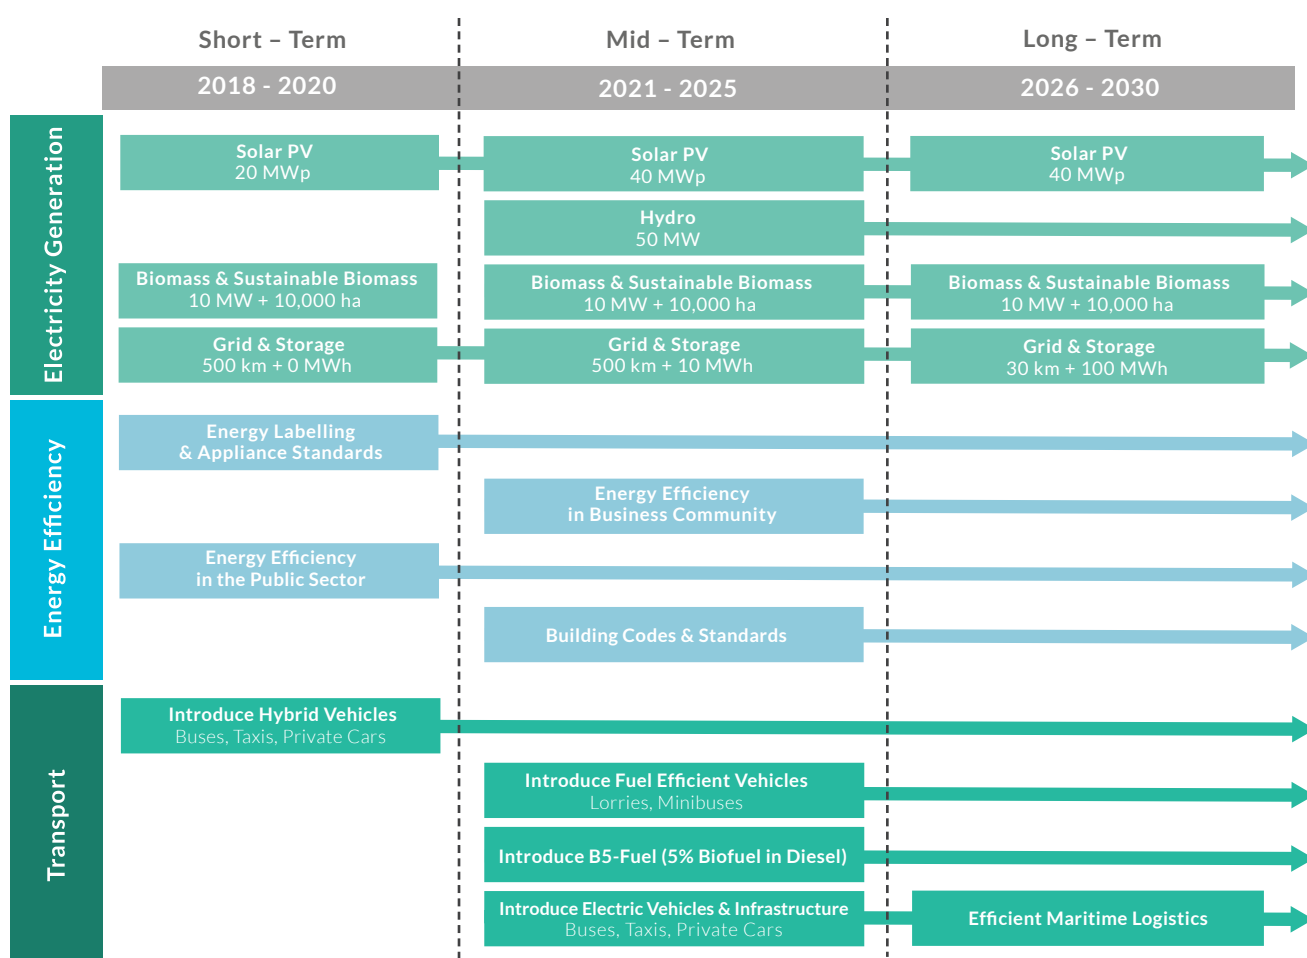 Short – Term
Mid – Term
Long – Term
2018 - 2020
2021 - 2025
2026 - 2030
Electricity Generation
Solar PV
20 MWp
Solar PV
40 MWp
Solar PV
40 MWp
Hydro
50 MW
Biomass & Sustainable Biomass
10 MW + 10,000 ha
Biomass & Sustainable Biomass
10 MW + 10,000 ha
Biomass & Sustainable Biomass
10 MW + 10,000 ha
Grid & Storage
500 km + 0 MWh
Grid & Storage
500 km + 10 MWh
Grid & Storage
30 km + 100 MWh
Energy Efficiency
Energy Labelling
& Appliance Standards
Energy Efficiency
in Business Community
Energy Efficiency
in the Public Sector
Building Codes & Standards
Transport
Introduce Hybrid Vehicles
Buses, Taxis, Private Cars
Introduce Fuel Efficient Vehicles
Lorries, Minibuses
Introduce B5-Fuel (5% Biofuel in Diesel)
Introduce Electric Vehicles & Infrastructure
Buses, Taxis, Private Cars
Efficient Maritime Logistics